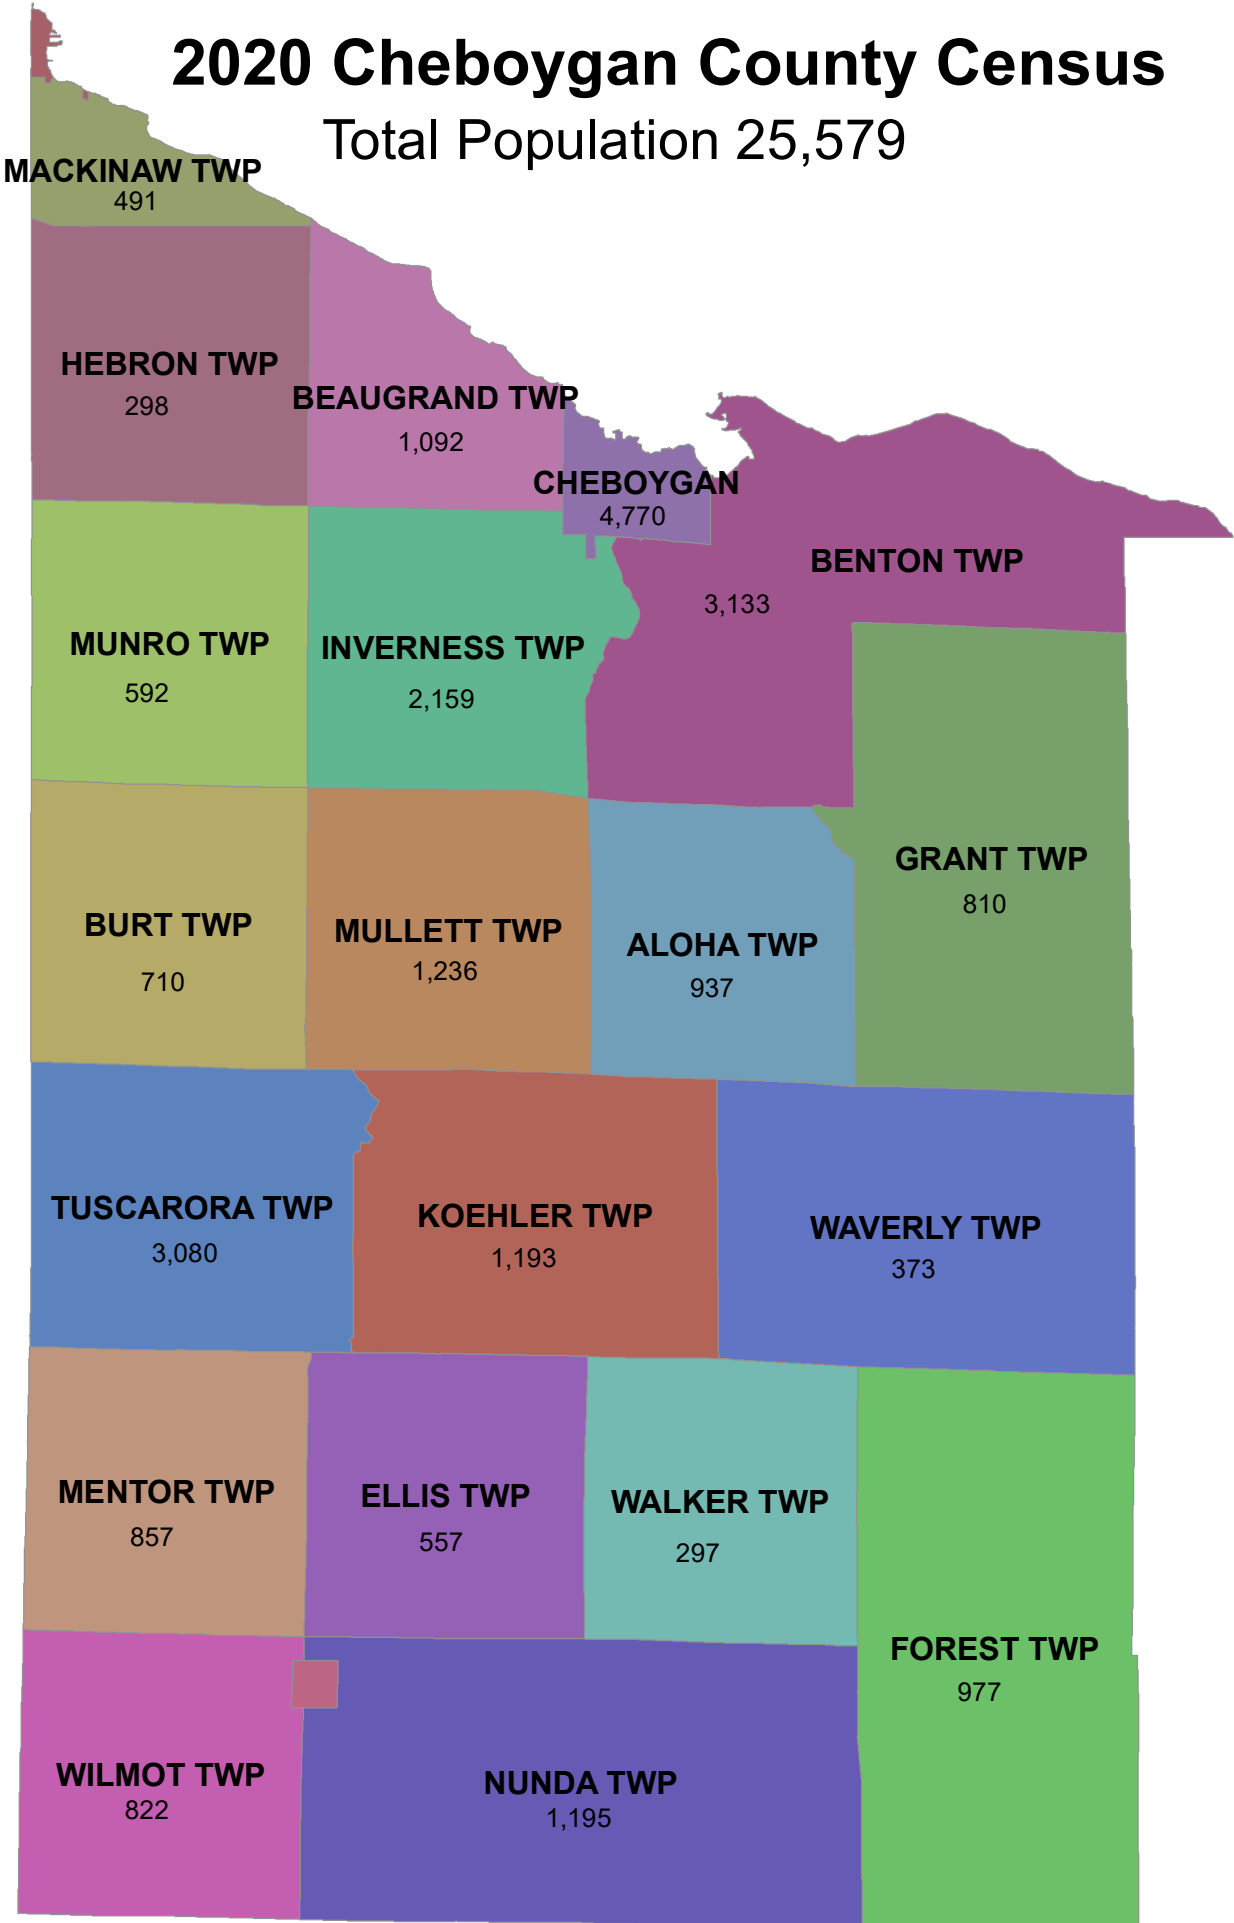 2020 Cheboygan County Census
Total Population 25,579
MACKINAW TWP
491
HEBRON TWP
298
BEAUGRAND TWP
1,092
CHEBOYGAN
4,770
BENTON TWP
3,133
MUNRO TWP
592
INVERNESS TWP
2,159
GRANT TWP
810
BURT TWP
710
MULLETT TWP
1,236
ALOHA TWP
937
TUSCARORA TWP
3,080
KOEHLER TWP
1,193
WAVERLY TWP
373
MENTOR TWP
857
ELLIS TWP
557
WALKER TWP
297
FOREST TWP
977
WILMOT TWP
822
NUNDA TWP
1,195